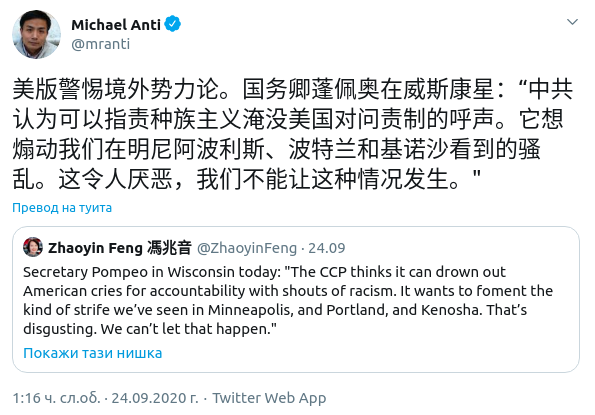 Michael Anti
@mranti
美版警惕境外势力论。国务卿蓬佩奥在威斯康星：“中共
认为可以指责种族主义淹没美国对问责制的呼声。它想
煽动我们在明尼阿波利斯、波特兰和基诺沙看到的骚
乱。这令人厌恶，我们不能让这种情况发生。"
Превод на туита
Zhaoyin Feng 馮兆音 @ZhaoyinFeng · 24.09
Secretary Pompeo in Wisconsin today: "The CCP thinks it can drown out
American cries for accountability with shouts of racism. It wants to foment the
kind of strife we’ve seen in Minneapolis, and Portland, and Kenosha. That’s
disgusting. We can’t let that happen."
Покажи тази нишка
1:16 ч. сл.об. · 24.09.2020 г. · Twitter Web App